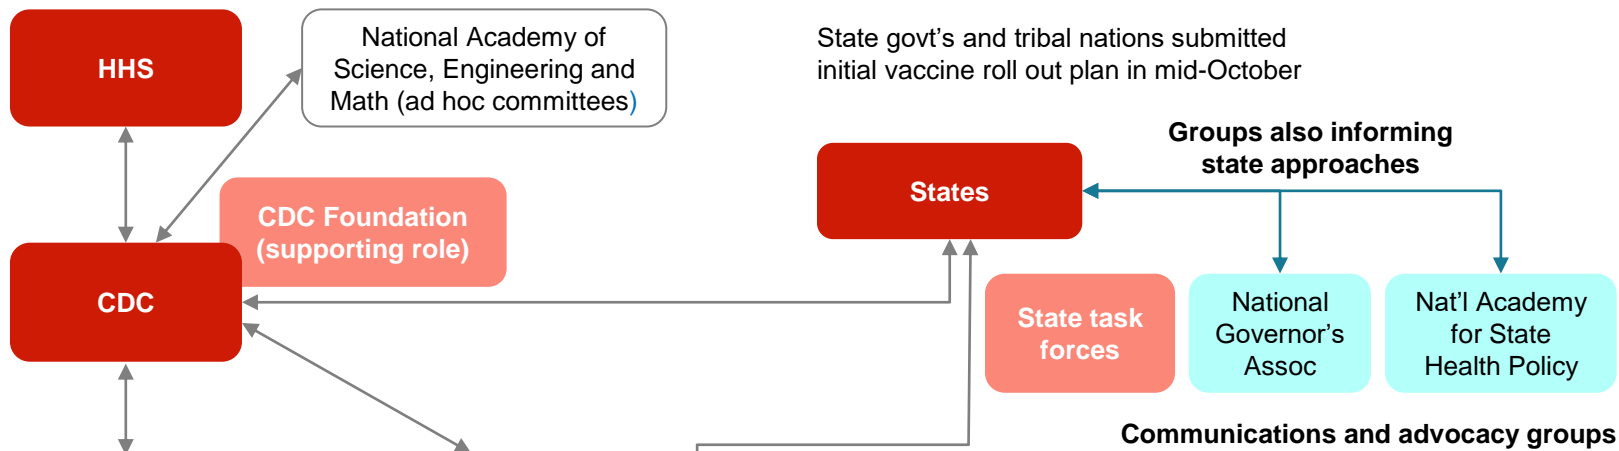 HHS
National Academy of
Science, Engineering and
Math (ad hoc committees)
State govt's and tribal nations submitted
initial vaccine roll out plan in mid-October
Groups also informing
state approaches
States
CDC Foundation
(supporting role)
CDC
State task
forces
National
Governor's
Assoc
Nat'l Academy
for State
Health Policy
Communications and advocacy groups